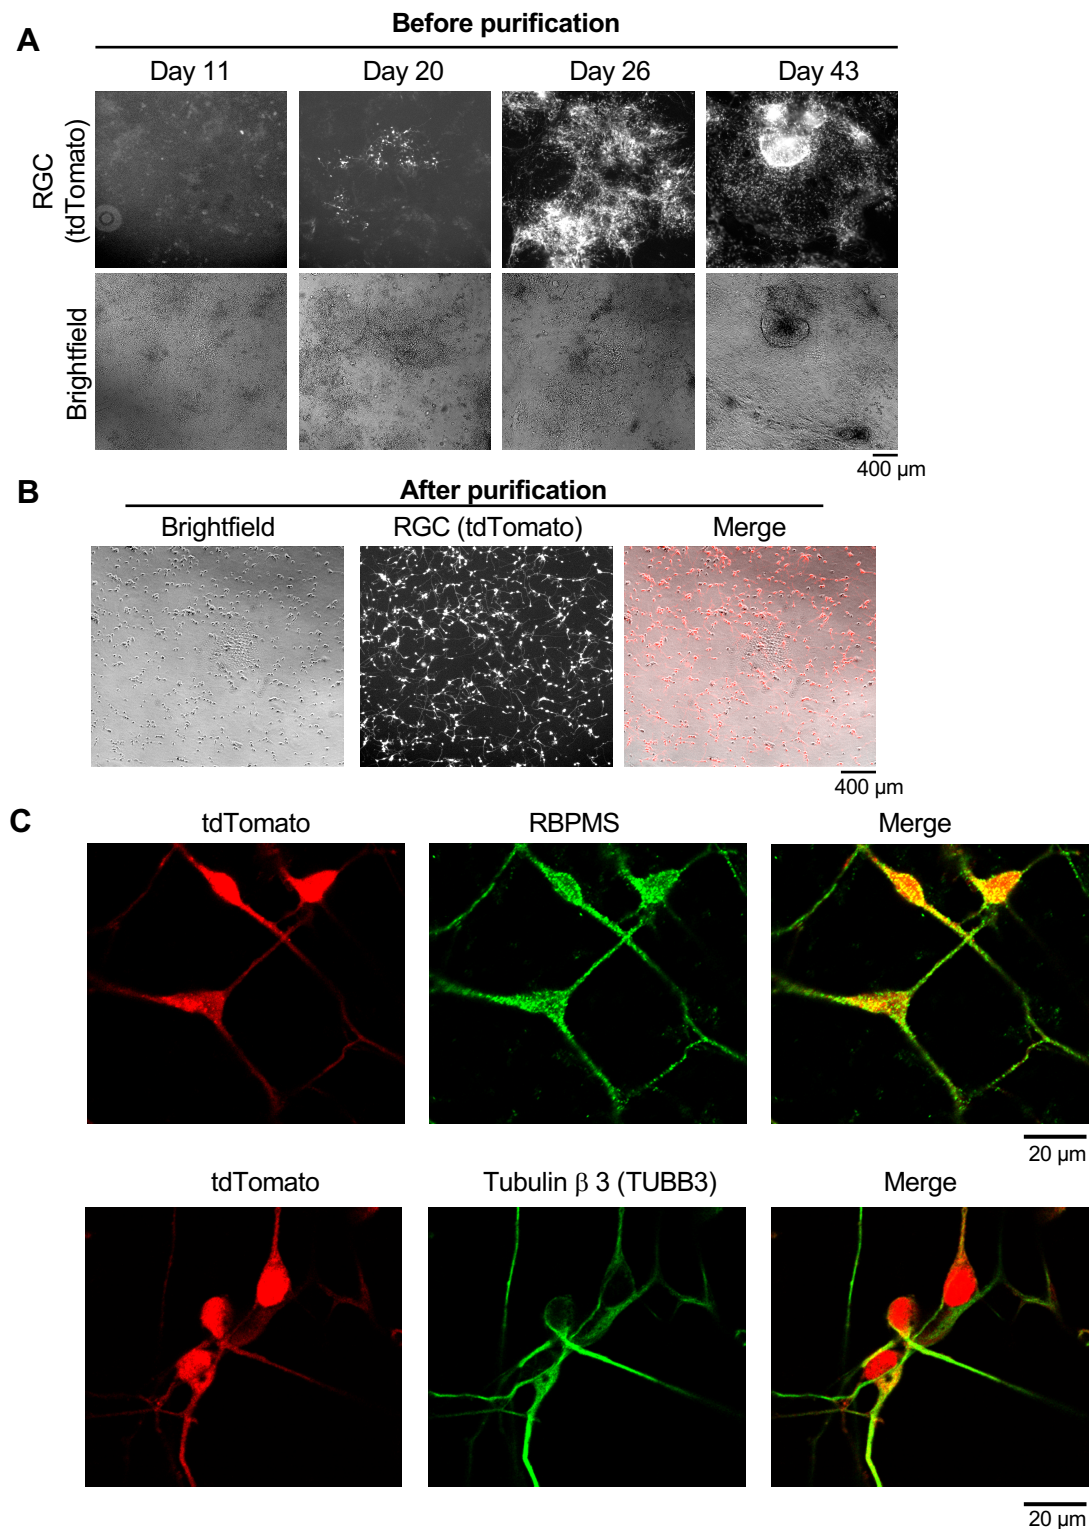 A
Before purification
Day 11
Day 20
Day 26
Day 43
RGC
(tdTomato)
Brightfield
400 µm
B
After purification
Brightfield
RGC (tdTomato)
Merge
400 µm
C
tdTomato
RBPMS
Merge
20 µm
tdTomato
Tubulin β 3 (TUBB3)
Merge
20 µm